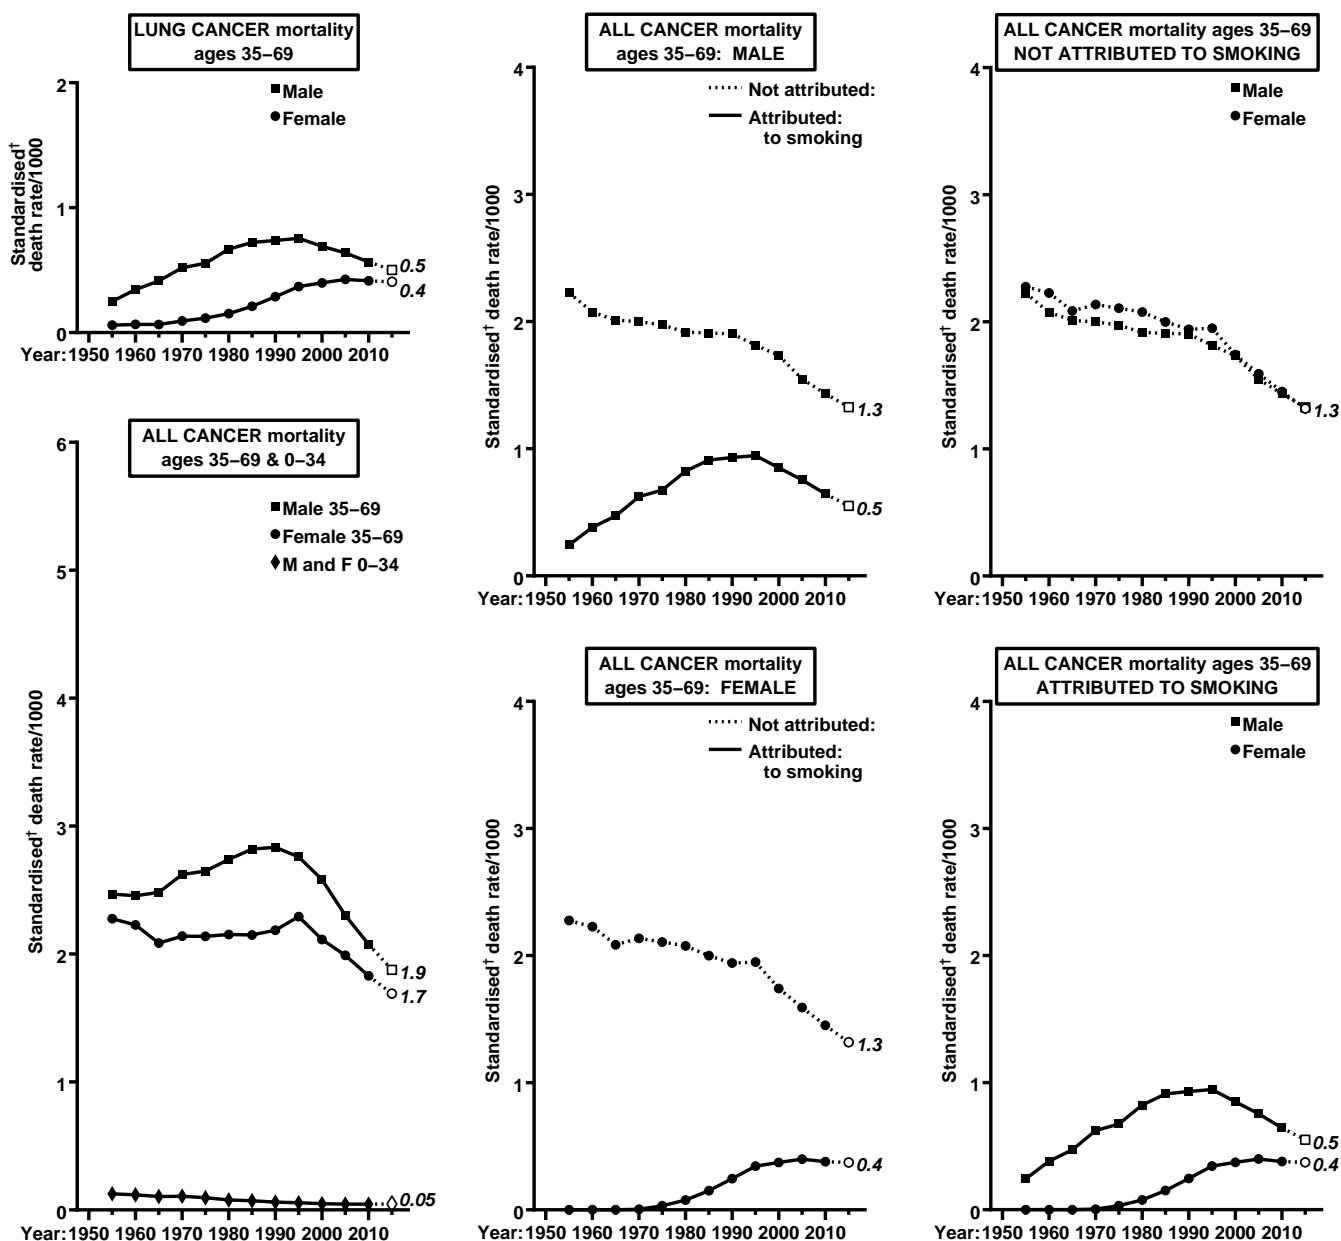 LUNG CANCER mortality
ages 35–69
Male
Female
Standardised†
death rate/1000
2
1
0
0.5
0.4
Year: 1950 1960 1970 1980 1990 2000 2010
ALL CANCER mortality
ages 35–69: MALE
Not attributed:
Attributed:
to smoking
Standardised† death rate/1000
4
3
2
1
0
1.3
0.5
Year: 1950 1960 1970 1980 1990 2000 2010
ALL CANCER mortality ages 35–69
NOT ATTRIBUTED TO SMOKING
Male
Female
Standardised† death rate/1000
4
3
2
1
0
1.3
Year: 1950 1960 1970 1980 1990 2000 2010
ALL CANCER mortality
ages 35–69 & 0–34
Male 35–69
Female 35–69
M and F 0–34
Standardised† death rate/1000
6
5
4
3
2
1
0
1.9
1.7
0.05
Year: 1950 1960 1970 1980 1990 2000 2010
ALL CANCER mortality
ages 35–69: FEMALE
Not attributed:
Attributed:
to smoking
Standardised† death rate/1000
4
3
2
1
0
1.3
0.4
Year: 1950 1960 1970 1980 1990 2000 2010
ALL CANCER mortality ages 35–69
ATTRIBUTED TO SMOKING
Male
Female
Standardised† death rate/1000
4
3
2
1
0
0.5
0.4
Year: 1950 1960 1970 1980 1990 2000 2010